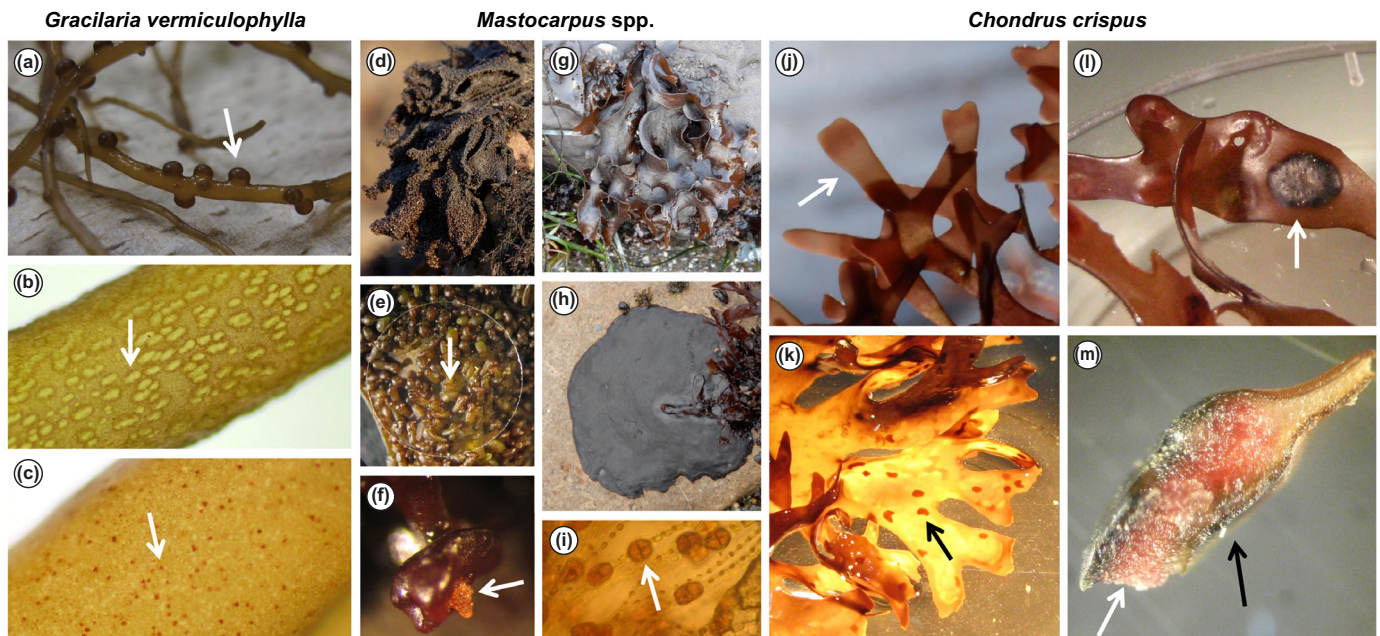 Gracilaria vermiculophylla
Mastocarpus spp.
Chondrus crispus
(a)
(d)
(g)
(j)
(l)
(b)
(e)
(h)
(k)
(m)
(c)
(f)
(i)